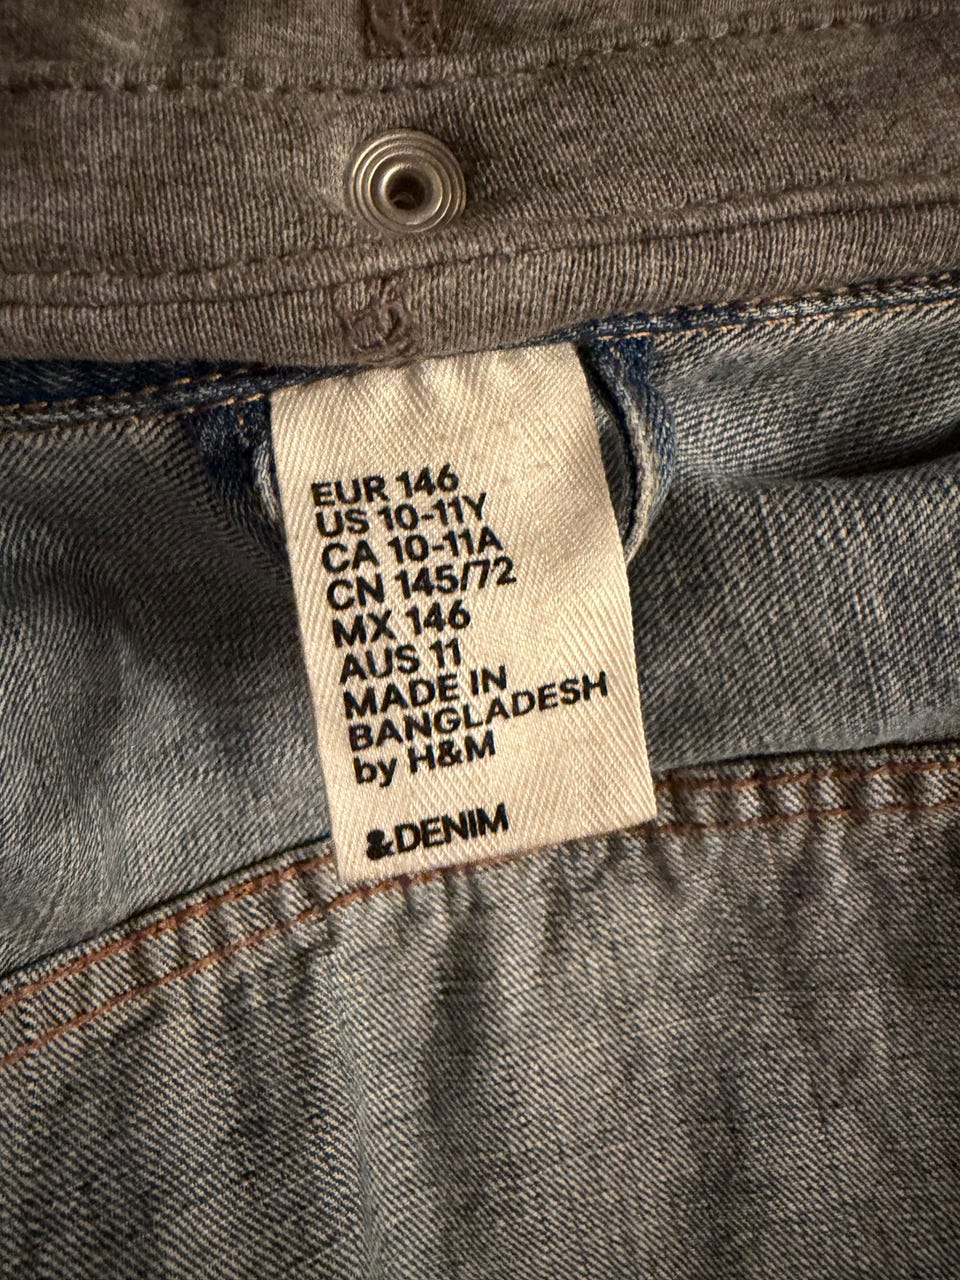 EUR 146
US 10-11Y
CA 10-11A
CN 145/72
MX 146
AUS 11
MADE IN
BANGLADESH
by H&M
&DENIM